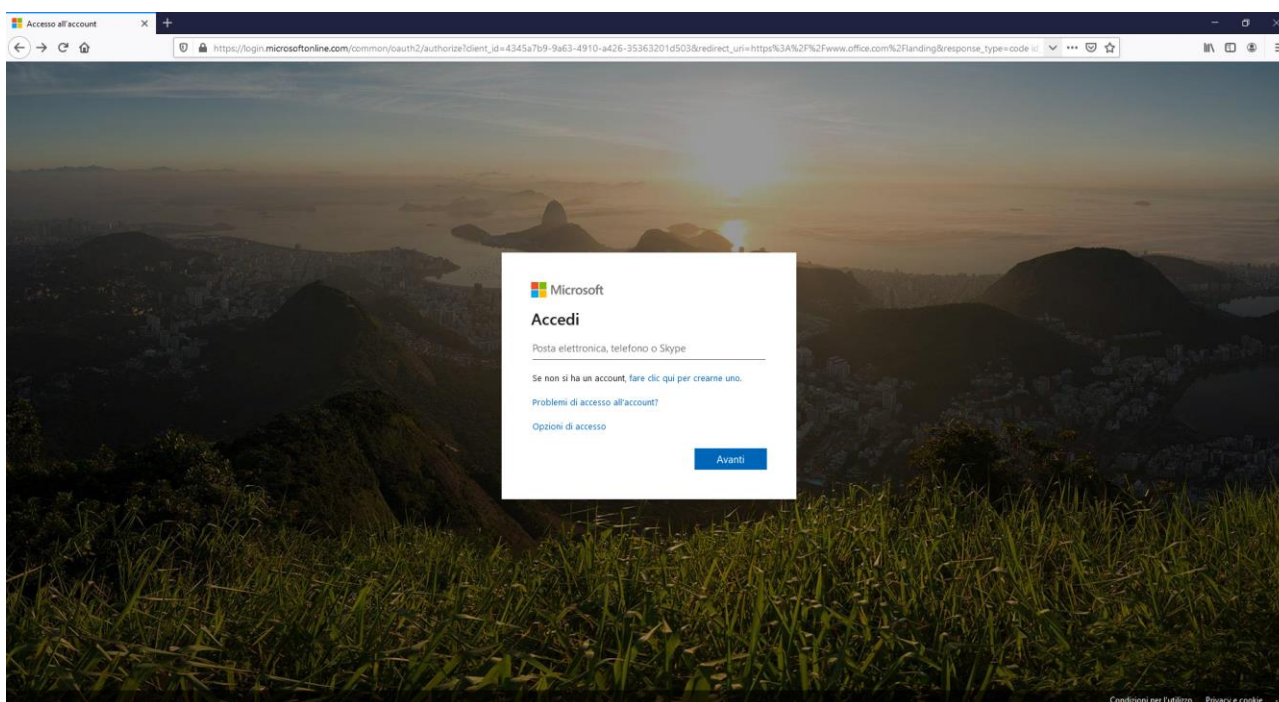 Accesso all'account
https://login.microsoftonline.com/common/oauth2/authorize?client_id=4345a7b9-9a63-4910-a426-35363201d503&redirect_uri=https%3A%2F%2Fwww.office.com%2Flanding&response_type=code id
Microsoft
Accedi
Posta elettronica, telefono o Skype
Se non si ha un account, fare clic qui per crearne uno.
Problemi di accesso all'account?
Opzioni di accesso
Avanti
Condizioni per l'utilizzo Privacy e cookie